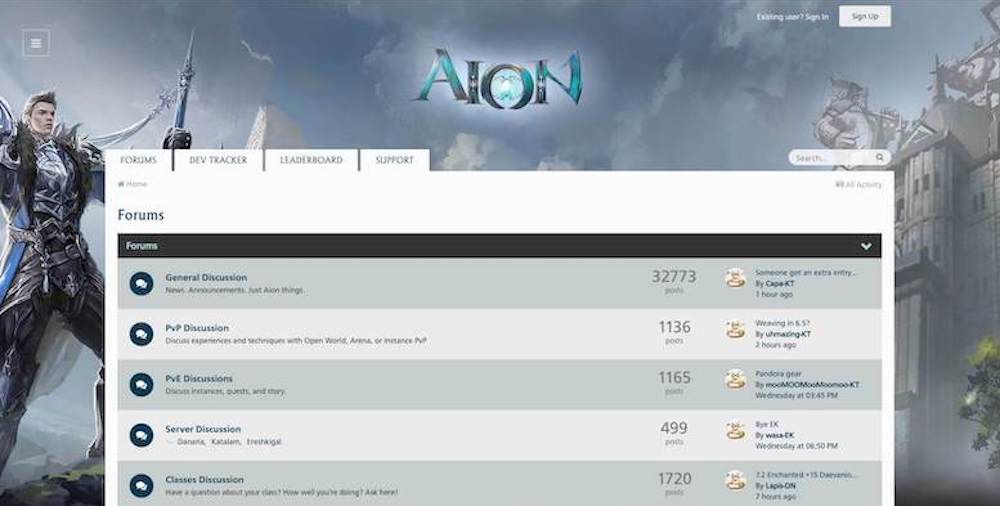 Existing user? Sign In
Sign Up
AION
FORUMS
DEV TRACKER
LEADERBOARD
SUPPORT
Search...
Home
All Activity
Forums
Forums
General Discussion
News. Announcements. Just Aion things.
32773
posts
Someone got an extra entry...
By Capa-KT
1 hour ago
PvP Discussion
Discuss experiences and techniques with Open World, Arena, or Instance PvP
1136
posts
Weaving in 6.5?
By uhmazing-KT
2 hours ago
PvE Discussions
Discuss instances, quests, and story.
1165
posts
Pandora gear
By mooMOOMooMoomoo-KT
Wednesday at 03:45 PM
Server Discussion
Danaria, Katalam, Ereshkigal
499
posts
Bye EK
By wasa-EK
Wednesday at 06:50 PM
Classes Discussion
Have a question about your class? How well you're doing? Ask here!
1720
posts
7.2 Enchanted +15 Daevanio...
By Lapis-DN
7 hours ago